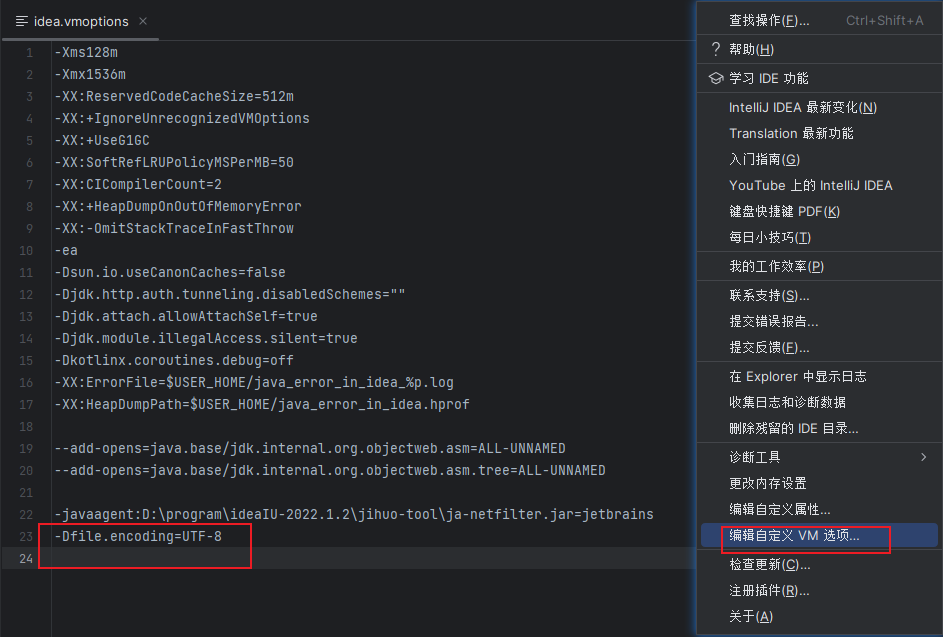 idea.vmoptions
1 -Xms128m
2 -Xmx1536m
3 -XX:ReservedCodeCacheSize=512m
4 -XX:+IgnoreUnrecognizedVMOptions
5 -XX:+UseG1GC
6 -XX:SoftRefLRUPolicyMSPerMB=50
7 -XX:CICompilerCount=2
8 -XX:+HeapDumpOnOutOfMemoryError
9 -XX:-OmitStackTraceInFastThrow
10 -ea
11 -Dsun.io.useCanonCaches=false
12 -Djdk.http.auth.tunneling.disabledSchemes=""
13 -Djdk.attach.allowAttachSelf=true
14 -Djdk.module.illegalAccess.silent=true
15 -Dkotlinx.coroutines.debug=off
16 -XX:ErrorFile=$USER_HOME/java_error_in_idea_%p.log
17 -XX:HeapDumpPath=$USER_HOME/java_error_in_idea.hprof
18
19 --add-opens=java.base/jdk.internal.org.objectweb.asm=ALL-UNNAMED
20 --add-opens=java.base/jdk.internal.org.objectweb.asm.tree=ALL-UNNAMED
21
22 -javaagent:D:\program\ideaIU-2022.1.2\jihuo-tool\ja-netfilter.jar=jetbrains
23 -Dfile.encoding=UTF-8
24
查找操作(F)... Ctrl+Shift+A
? 帮助(H)
学习 IDE 功能
IntelliJ IDEA 最新变化(N)
Translation 最新功能
入门指南(G)
YouTube 上的 IntelliJ IDEA
键盘快捷键 PDF(K)
每日小技巧(T)
我的工作效率(P)
联系支持(S)...
提交错误报告...
提交反馈(F)...
在 Explorer 中显示日志
收集日志和诊断数据
删除残留的 IDE 目录...
诊断工具
更改内存设置
编辑自定义属性...
编辑自定义 VM 选项...
检查更新(C)...
注册插件(R)...
关于(A)